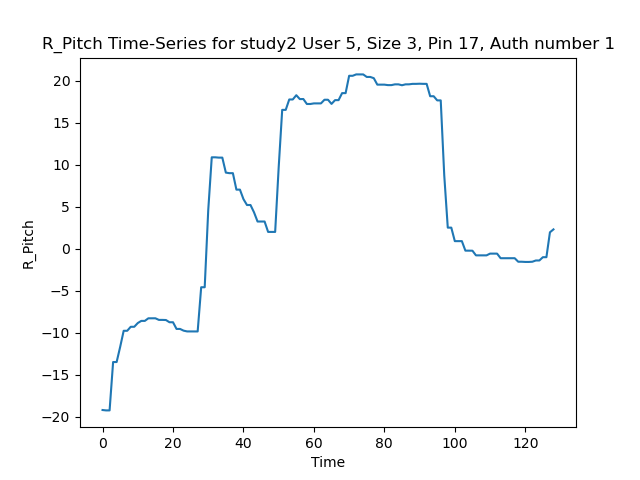 R_Pitch Time-Series for study2 User 5, Size 3, Pin 17, Auth number 1
20
15
10
5
0
−5
−10
−15
−20
R_Pitch
0 20 40 60 80 100 120
Time